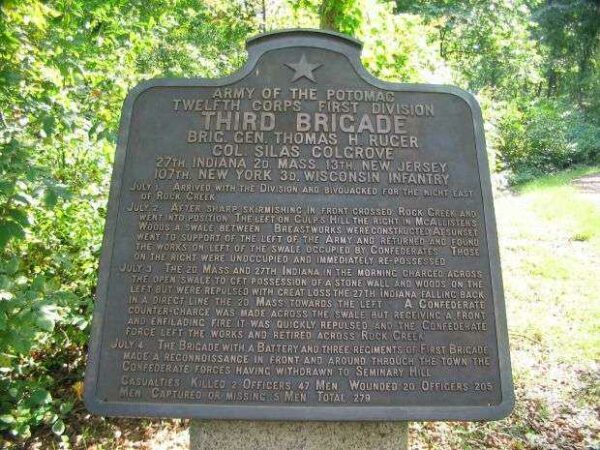 ARMY OF THE POTOMAC
TWELFTH CORPS FIRST DIVISION
THIRD BRIGADE
BRIG. GEN. THOMAS H. RUGER
COL. SILAS COLGROVE
27TH. INDIANA 2D. MASS. 13TH. NEW JERSEY
107TH. NEW YORK 3D. WISCONSIN INFANTRY
JULY 1. ARRIVED WITH THE DIVISION AND BIVOUACKED FOR THE NIGHT EAST
OF ROCK CREEK
JULY 2. AFTER SHARP SKIRMISHING IN FRONT CROSSED ROCK CREEK AND
WENT INTO POSITION THE LEFT ON CULPS HILL THE RIGHT IN MCALLISTER'S
WOODS A SWALE BETWEEN. BREASTWORKS WERE CONSTRUCTED AT SUNSET
WENT TO SUPPORT OF THE LEFT OF THE ARMY AND RETURNED AND FOUND
THE WORKS ON LEFT OF THE SWALE OCCUPIED BY CONFEDERATES. THOSE
ON THE RIGHT WERE UNOCCUPIED AND IMMEDIATELY RE-POSSESSED
JULY 3. THE 2D MASS AND 27TH INDIANA IN THE MORNING CHARGED ACROSS
THE OPEN SWALE TO GET POSSESSION OF A STONE WALL AND WOODS ON THE
LEFT BUT WERE REPULSED WITH GREAT LOSS THE 27TH INDIANA FALLING BACK
IN A DIRECT LINE THE 2D MASS TOWARDS THE LEFT. A CONFEDERATE
COUNTER-CHARGE WAS MADE ACROSS THE SWALE BUT RECEIVING A FRONT
AND ENFILADING FIRE IT WAS QUICKLY REPULSED AND THE CONFEDERATE
FORCE LEFT THE WORKS AND RETIRED ACROSS ROCK CREEK
JULY 4. THE BRIGADE WITH A BATTERY AND THREE REGIMENTS OF FIRST BRIGADE
MADE A RECONNOISSANCE IN FRONT AND AROUND THROUGH THE TOWN THE
CONFEDERATE FORCES HAVING WITHDRAWN TO SEMINARY HILL
CASUALTIES. KILLED 2 OFFICERS 47 MEN. WOUNDED 20 OFFICERS 205
MEN. CAPTURED OR MISSING 5 MEN. TOTAL 279